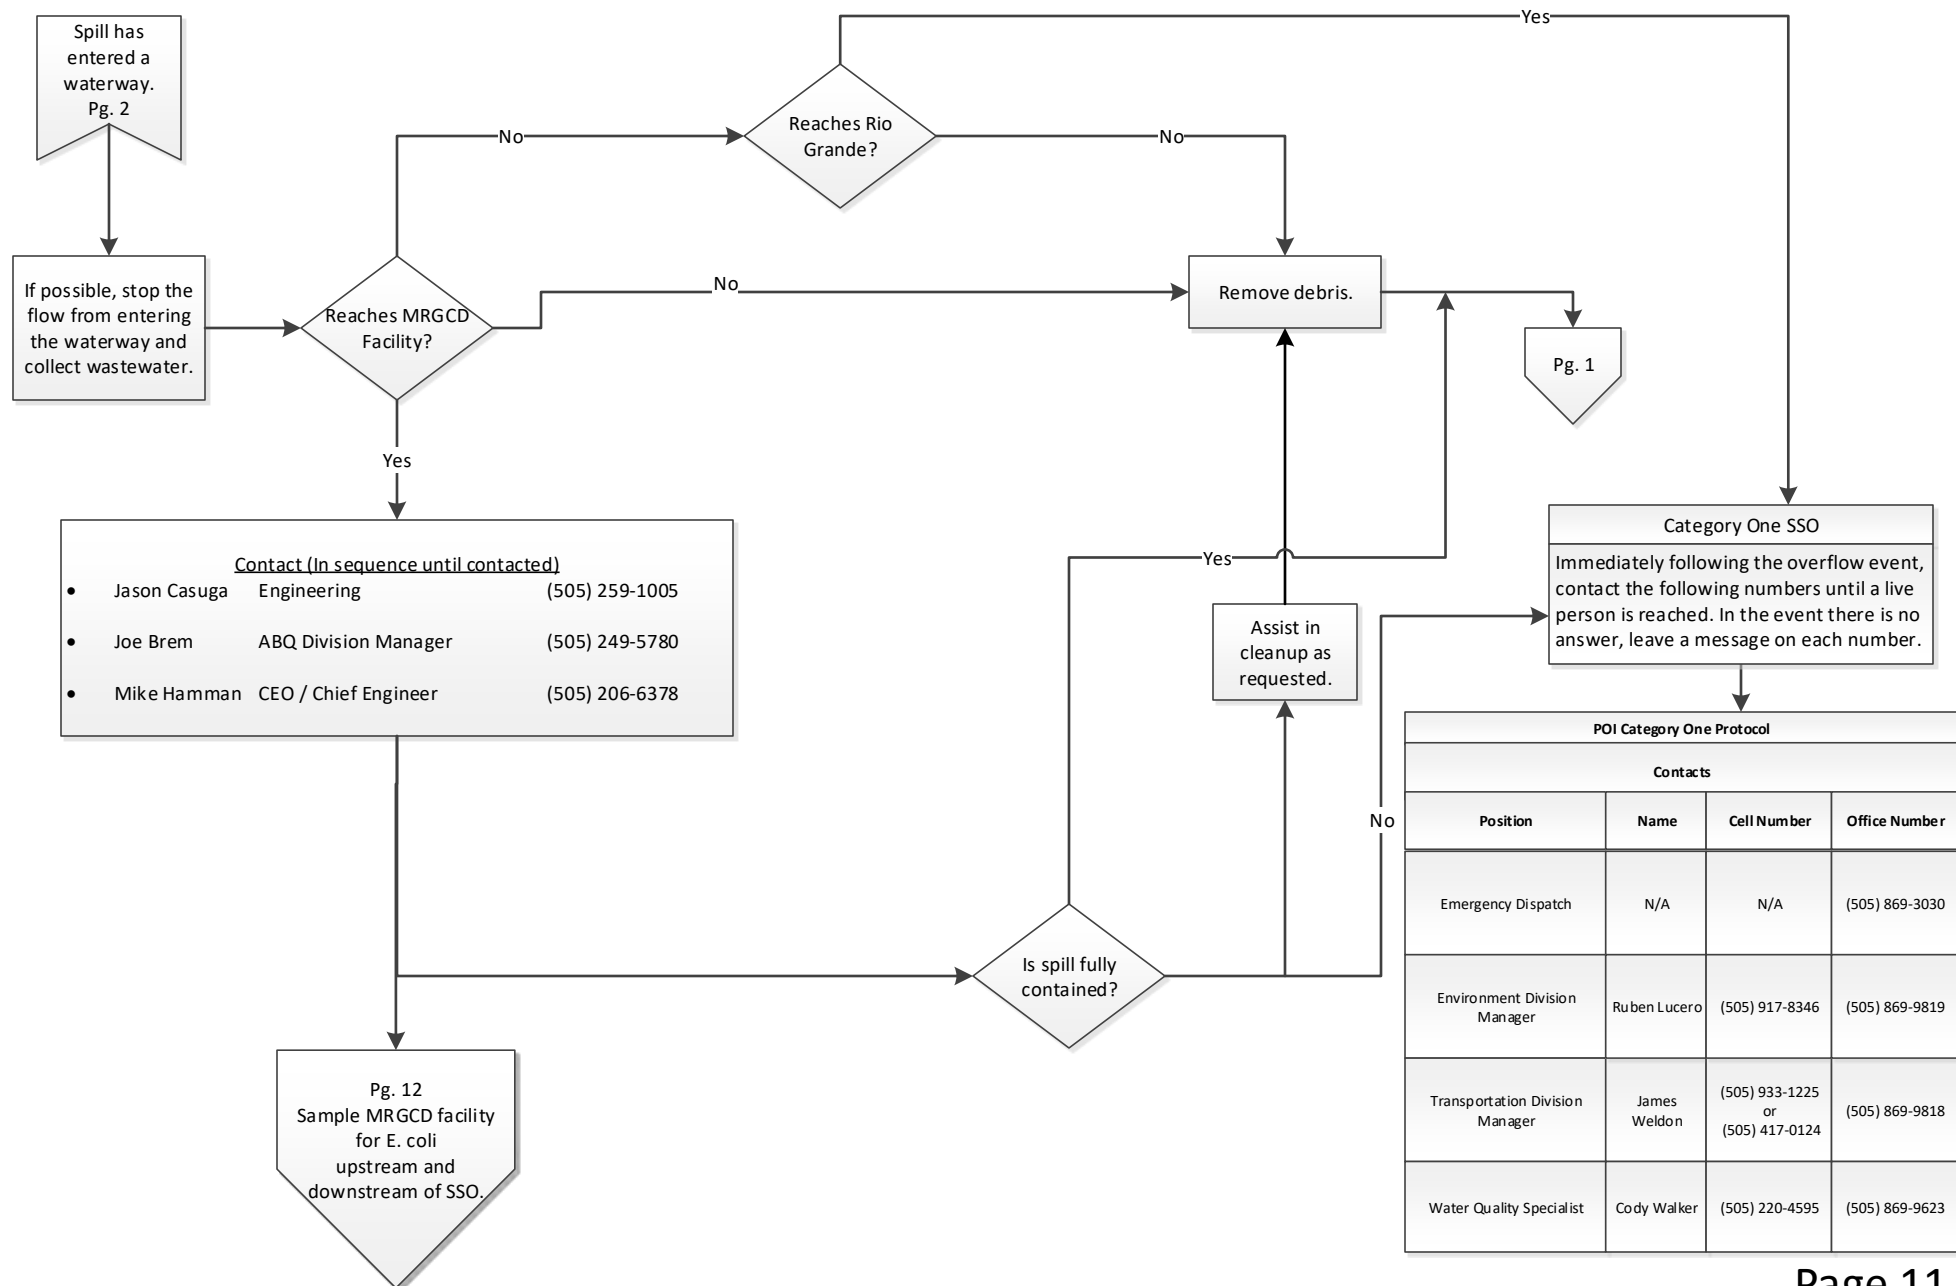 Spill has
entered a
waterway.
Pg. 2
If possible, stop the
flow from entering
the waterway and
collect wastewater.
Reaches MRGCD
Facility?
No
Reaches Rio
Grande?
No
Yes
No
Remove debris.
Pg. 1
Yes
Contact (In sequence until contacted)
• Jason Casuga Engineering (505) 259-1005
• Joe Brem ABQ Division Manager (505) 249-5780
• Mike Hamman CEO / Chief Engineer (505) 206-6378
Pg. 12
Sample MRGCD facility
for E. coli
upstream and
downstream of SSO.
Is spill fully
contained?
Yes
Assist in
cleanup as
requested.
No
Category One SSO
Immediately following the overflow event,
contact the following numbers until a live
person is reached. In the event there is no
answer, leave a message on each number.
POI Category One Protocol
Contacts
Position Name Cell Number Office Number
Emergency Dispatch N/A N/A (505) 869-3030
Environment Division
Manager
Ruben Lucero (505) 917-8346 (505) 869-9819
Transportation Division
Manager
James
Weldon
(505) 933-1225
or
(505) 417-0124
(505) 869-9818
Water Quality Specialist Cody Walker (505) 220-4595 (505) 869-9623
Page 11